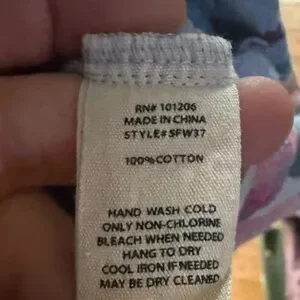 RN# 101206
MADE IN CHINA
STYLE# SFW37
100% COTTON
HAND WASH COLD
ONLY NON-CHLORINE
BLEACH WHEN NEEDED
HANG TO DRY
COOL IRON IF NEEDED
MAY BE DRY CLEANED